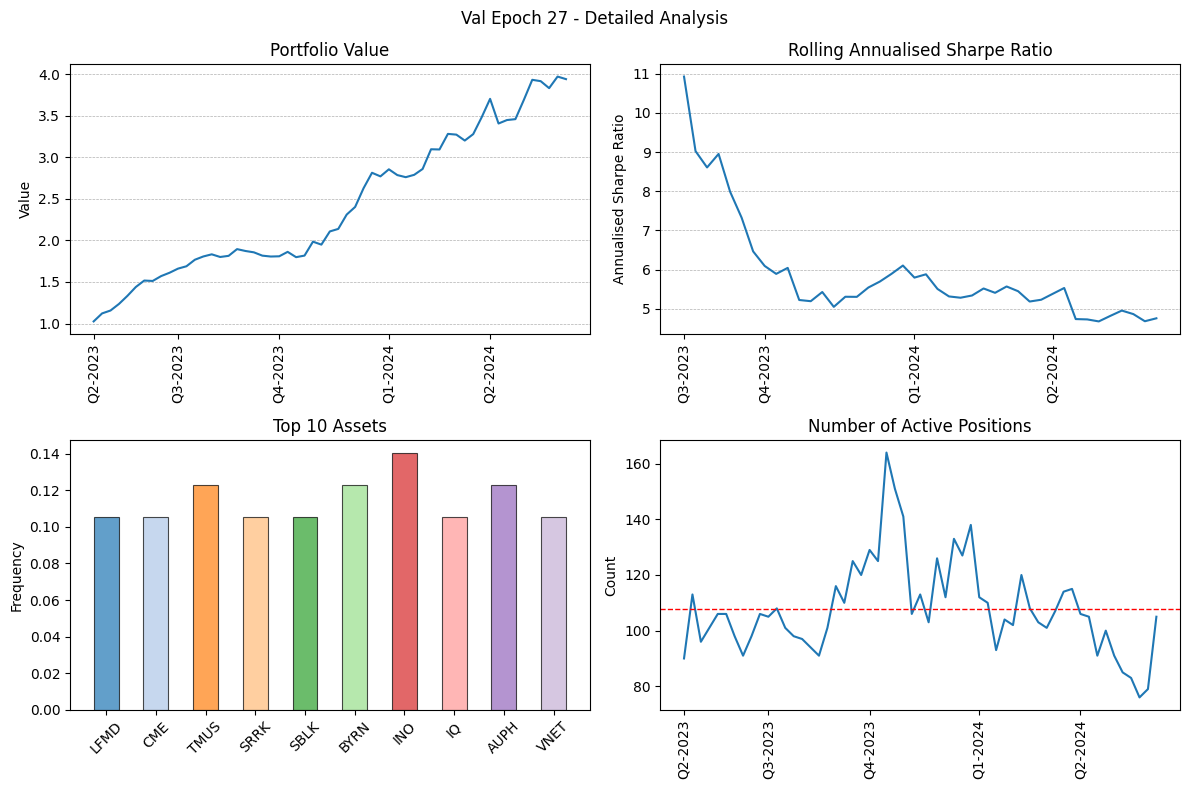 Val Epoch 27 - Detailed Analysis
Portfolio Value
Value
4.0
3.5
3.0
2.5
2.0
1.5
1.0
Q2-2023
Q3-2023
Q4-2023
Q1-2024
Q2-2024
Rolling Annualised Sharpe Ratio
Annualised Sharpe Ratio
11
10
9
8
7
6
5
Q3-2023
Q4-2023
Q1-2024
Q2-2024
Top 10 Assets
Frequency
0.14
0.12
0.10
0.08
0.06
0.04
0.02
0.00
LFMD
CME
TMUS
SRRK
SBLK
BYRN
INO
IQ
AUPH
VNET
Number of Active Positions
Count
160
140
120
100
80
Q2-2023
Q3-2023
Q4-2023
Q1-2024
Q2-2024